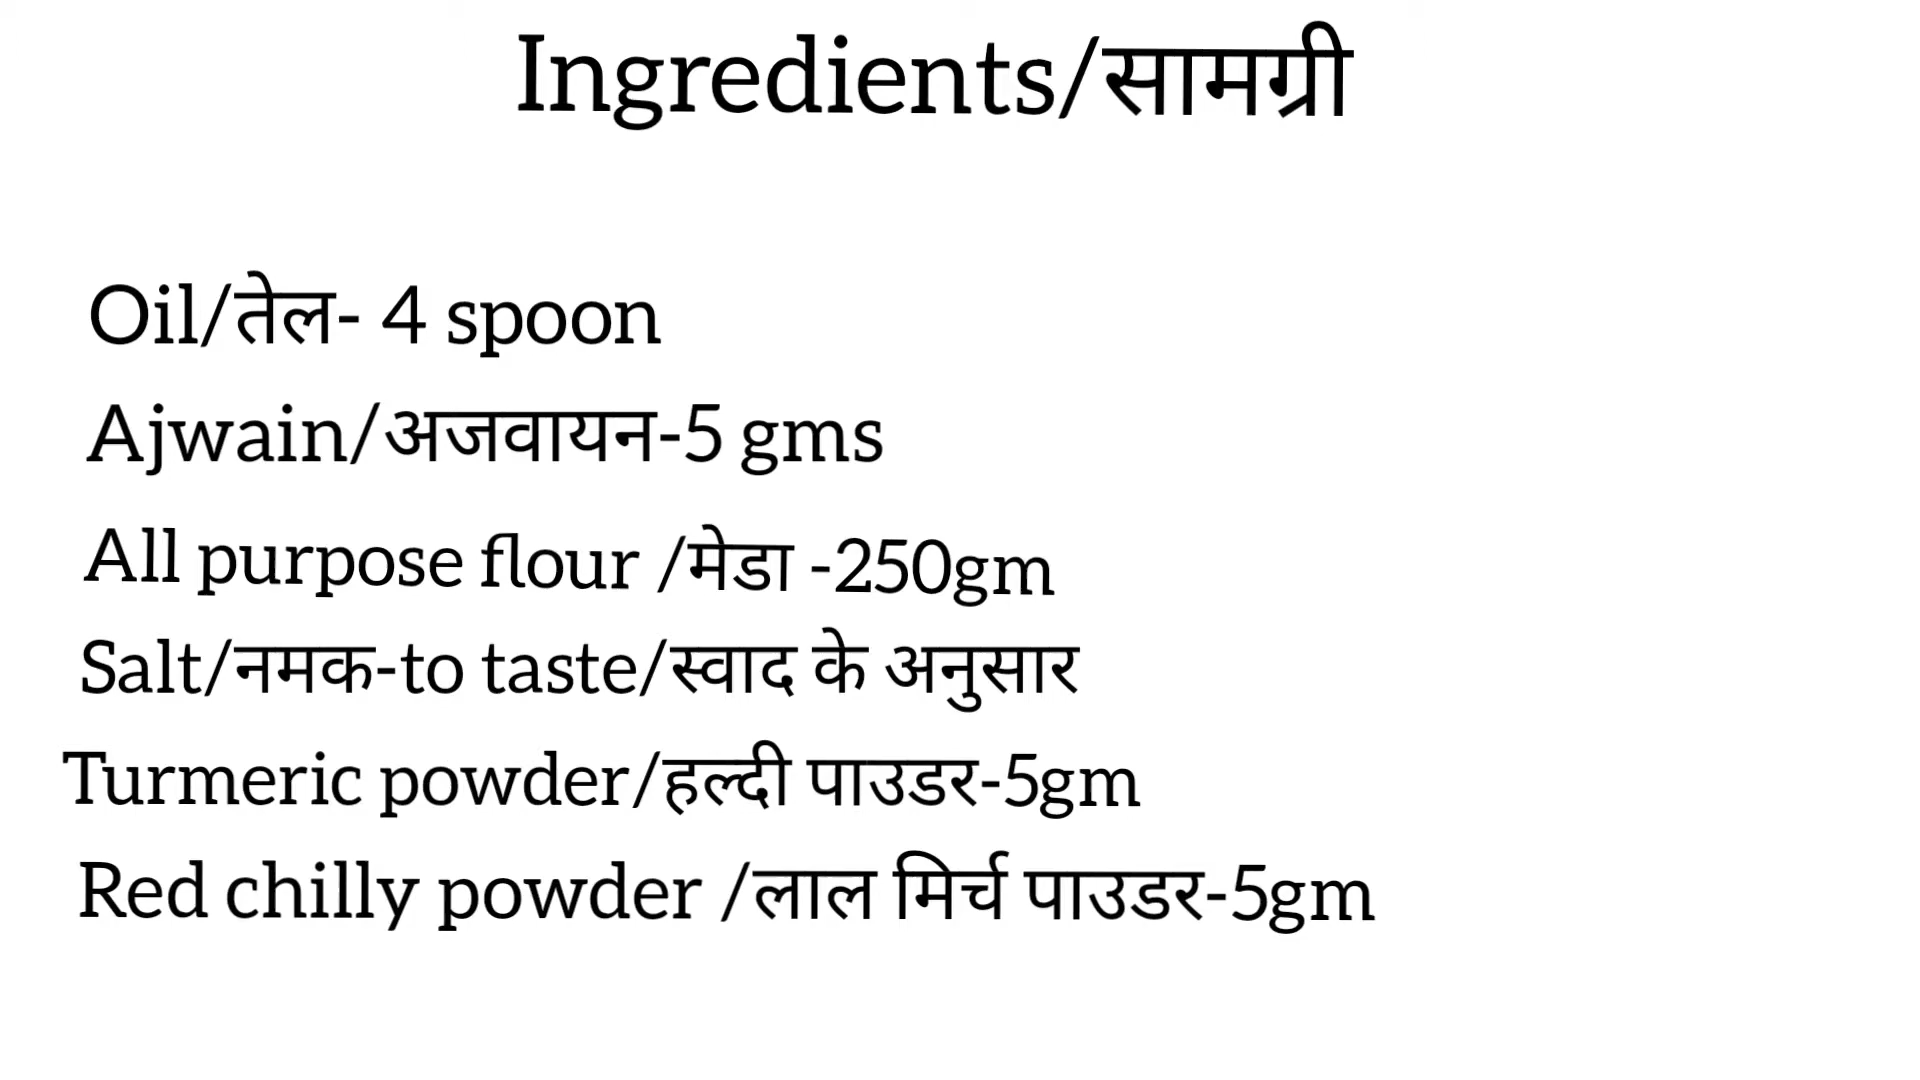 Ingredients/सामग्री
Oil/तेल- 4 spoon
Ajwain/अजवायन-5 gms
All purpose flour /मेडा -250gm
Salt/नमक-to taste/स्वाद के अनुसार
Turmeric powder/हल्दी पाउडर-5gm
Red chilly powder /लाल मिर्च पाउडर-5gm